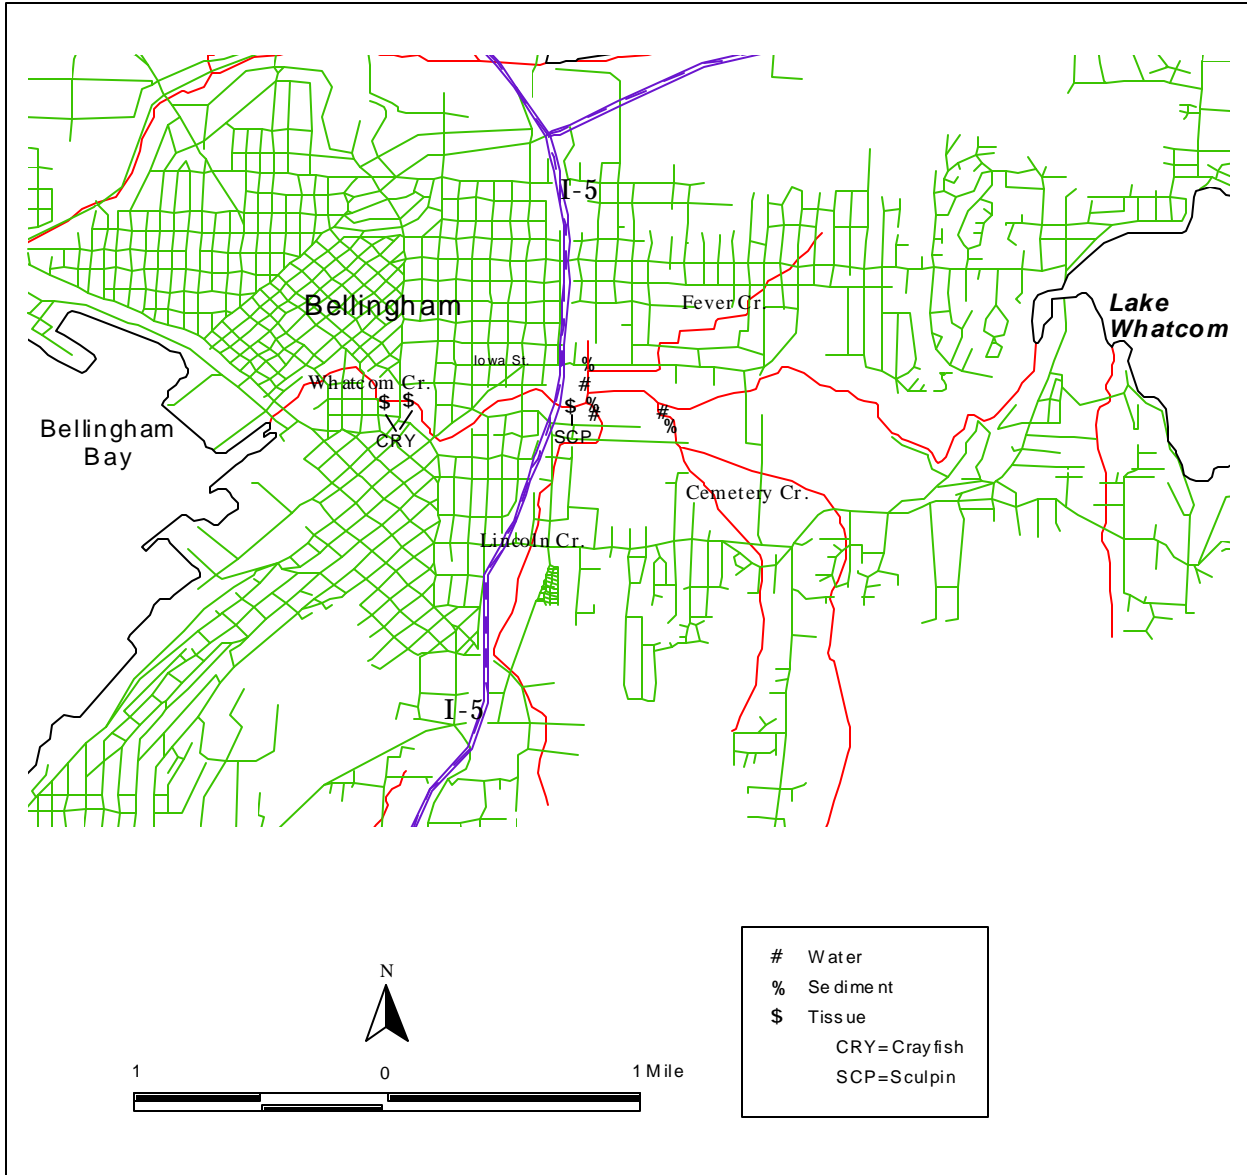 I-5
Bellingham
Fever Cr.
Lake
Whatcom
Iowa St.
%
Whatcom Cr.
#
$ $
$
%
#
#
%
Bellingham
Bay
CRY
SCP
Cemetery Cr.
Lincoln Cr.
I-5
N
1 0 1 Mile
# Water
% Sediment
$ Tissue
CRY=Crayfish
SCP=Sculpin